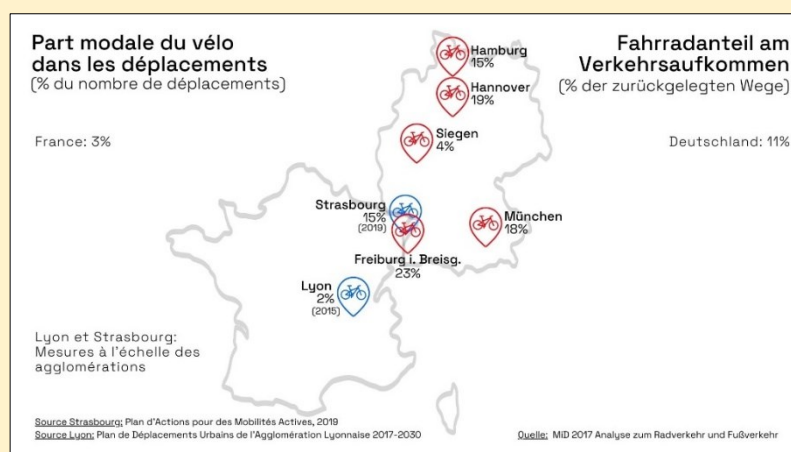 Part modale du vélo
dans les déplacements
(% du nombre de déplacements)
France: 3%
Fahrradanteil am
Verkehrsaufkommen
(% der zurückgelegten Wege)
Deutschland: 11%
Hamburg
15%
Hannover
19%
Siegen
4%
Strasbourg
15%
(2019)
München
18%
Freiburg i. Breisg.
23%
Lyon
2%
(2015)
Lyon et Strasbourg:
Mesures à l'échelle des
agglomérations
Source Strasbourg: Plan d'Actions pour des Mobilités Actives, 2019
Source Lyon: Plan de Déplacements Urbains de l'Agglomération Lyonnaise 2017-2030
Quelle: MiD 2017 Analyse zum Radverkehr und Fußverkehr